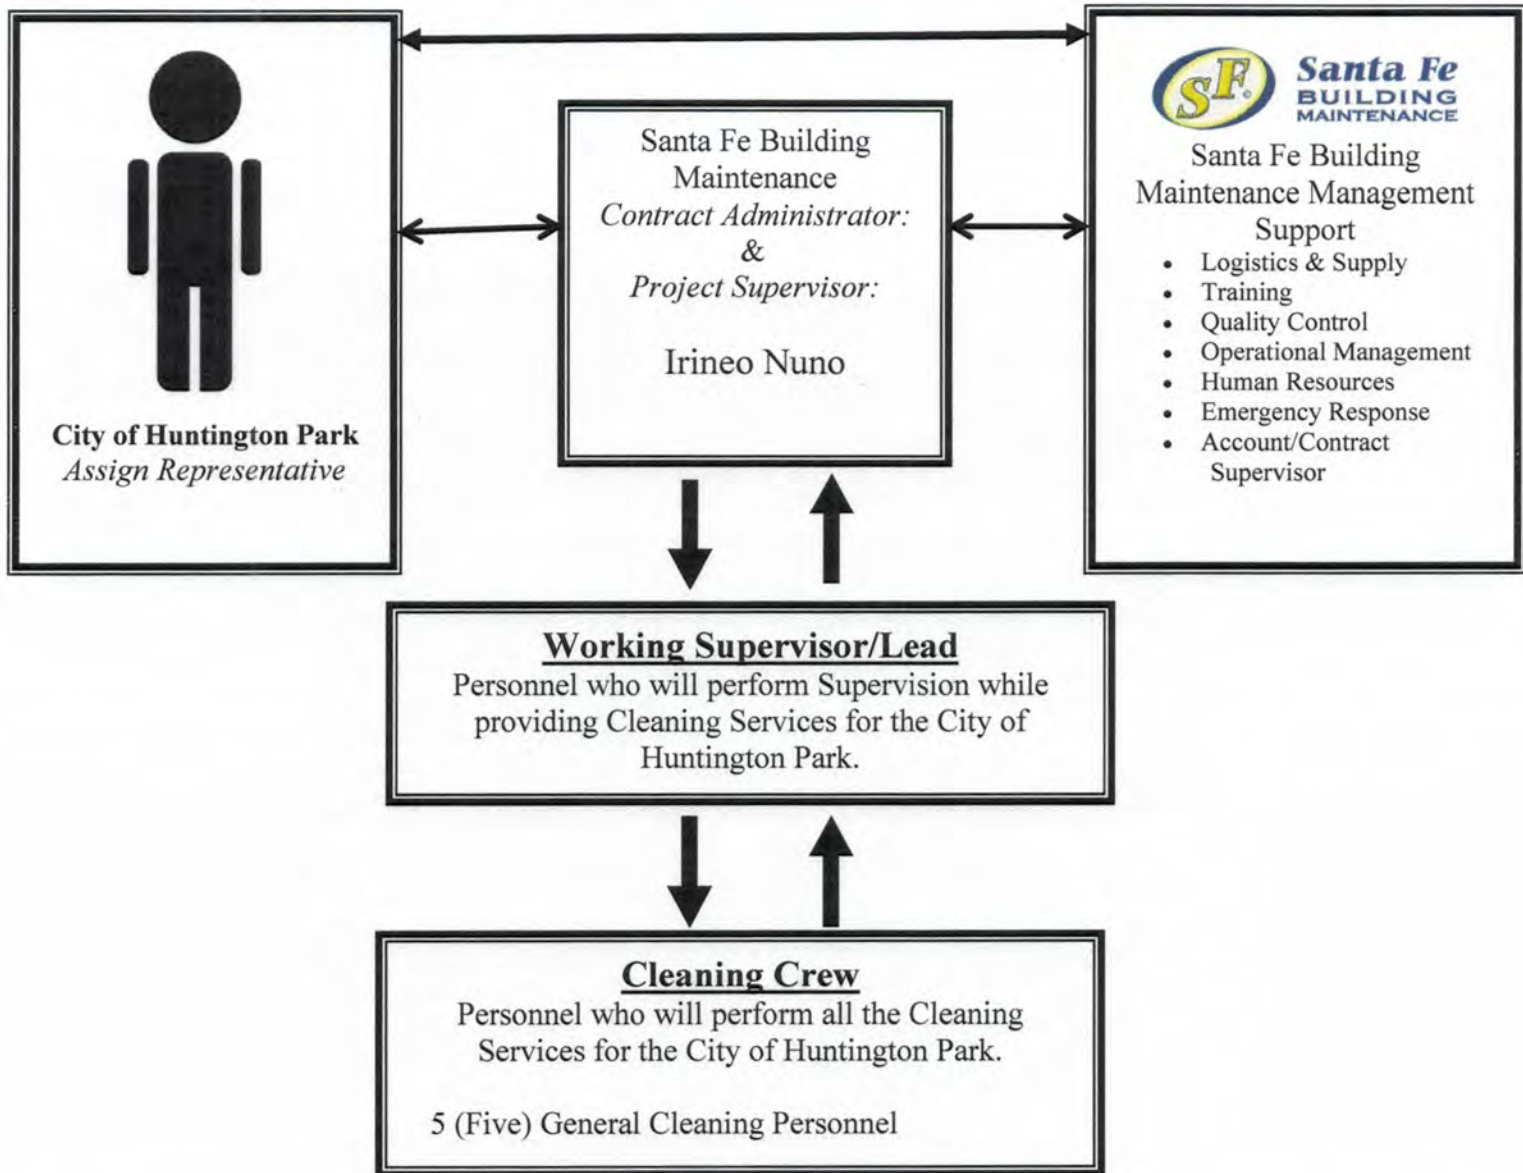 City of Huntington Park
Assign Representative
Santa Fe Building
Maintenance
Contract Administrator:
&
Project Supervisor:
Irineo Nuno
SF®
Santa Fe
BUILDING
MAINTENANCE
Santa Fe Building
Maintenance Management
Support
• Logistics & Supply
• Training
• Quality Control
• Operational Management
• Human Resources
• Emergency Response
• Account/Contract
Supervisor
Working Supervisor/Lead
Personnel who will perform Supervision while
providing Cleaning Services for the City of
Huntington Park.
Cleaning Crew
Personnel who will perform all the Cleaning
Services for the City of Huntington Park.
5 (Five) General Cleaning Personnel